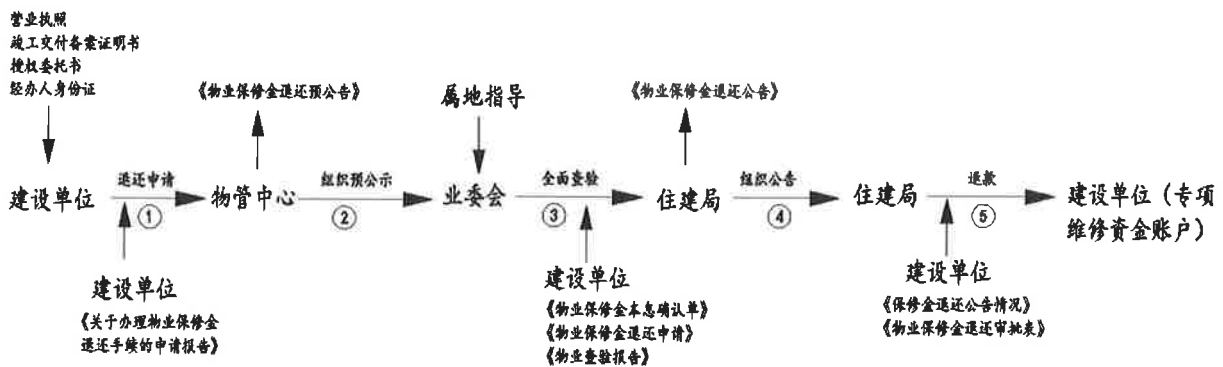 营业执照
竣工交付备案证明书
授权委托书
经办人身份证
《物业保修金退还预公告》
属地指导
《物业保修金退还公告》
建设单位
退还申请
①
物管中心
组织预公示
②
业委会
全面查验
③
住建局
组织公告
④
住建局
退款
⑤
建设单位（专项
维修资金账户）
建设单位
《关于办理物业保修金
退还手续的申请报告》
建设单位
《物业保修金本息确认单》
《物业保修金退还申请》
《物业查验报告》
建设单位
《保修金退还公告情况》
《物业保修金退还审批表》